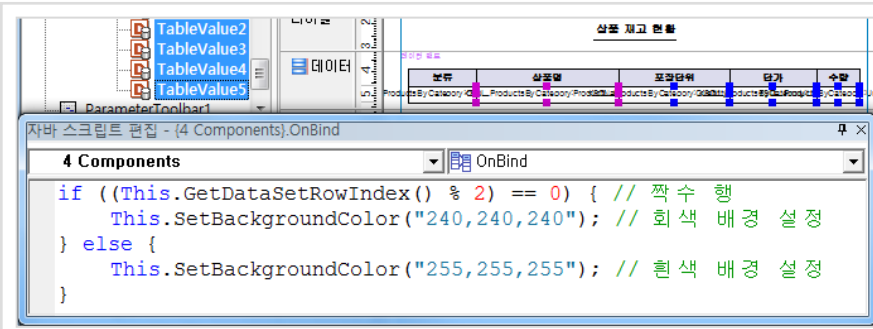 TableValue2
TableValue3
TableValue4
TableValue5
ParameterToolbar1
데이터
상품 재고 현황
분류 상품명 포장단위 단가 수량
자바 스크립트 편집 - {4 Components}.OnBind
4 Components OnBind
if ((This.GetDataSetRowIndex() % 2) == 0) { // 짝수 행
This.SetBackgroundColor("240,240,240"); // 회색 배경 설정
} else {
This.SetBackgroundColor("255,255,255"); // 흰색 배경 설정
}